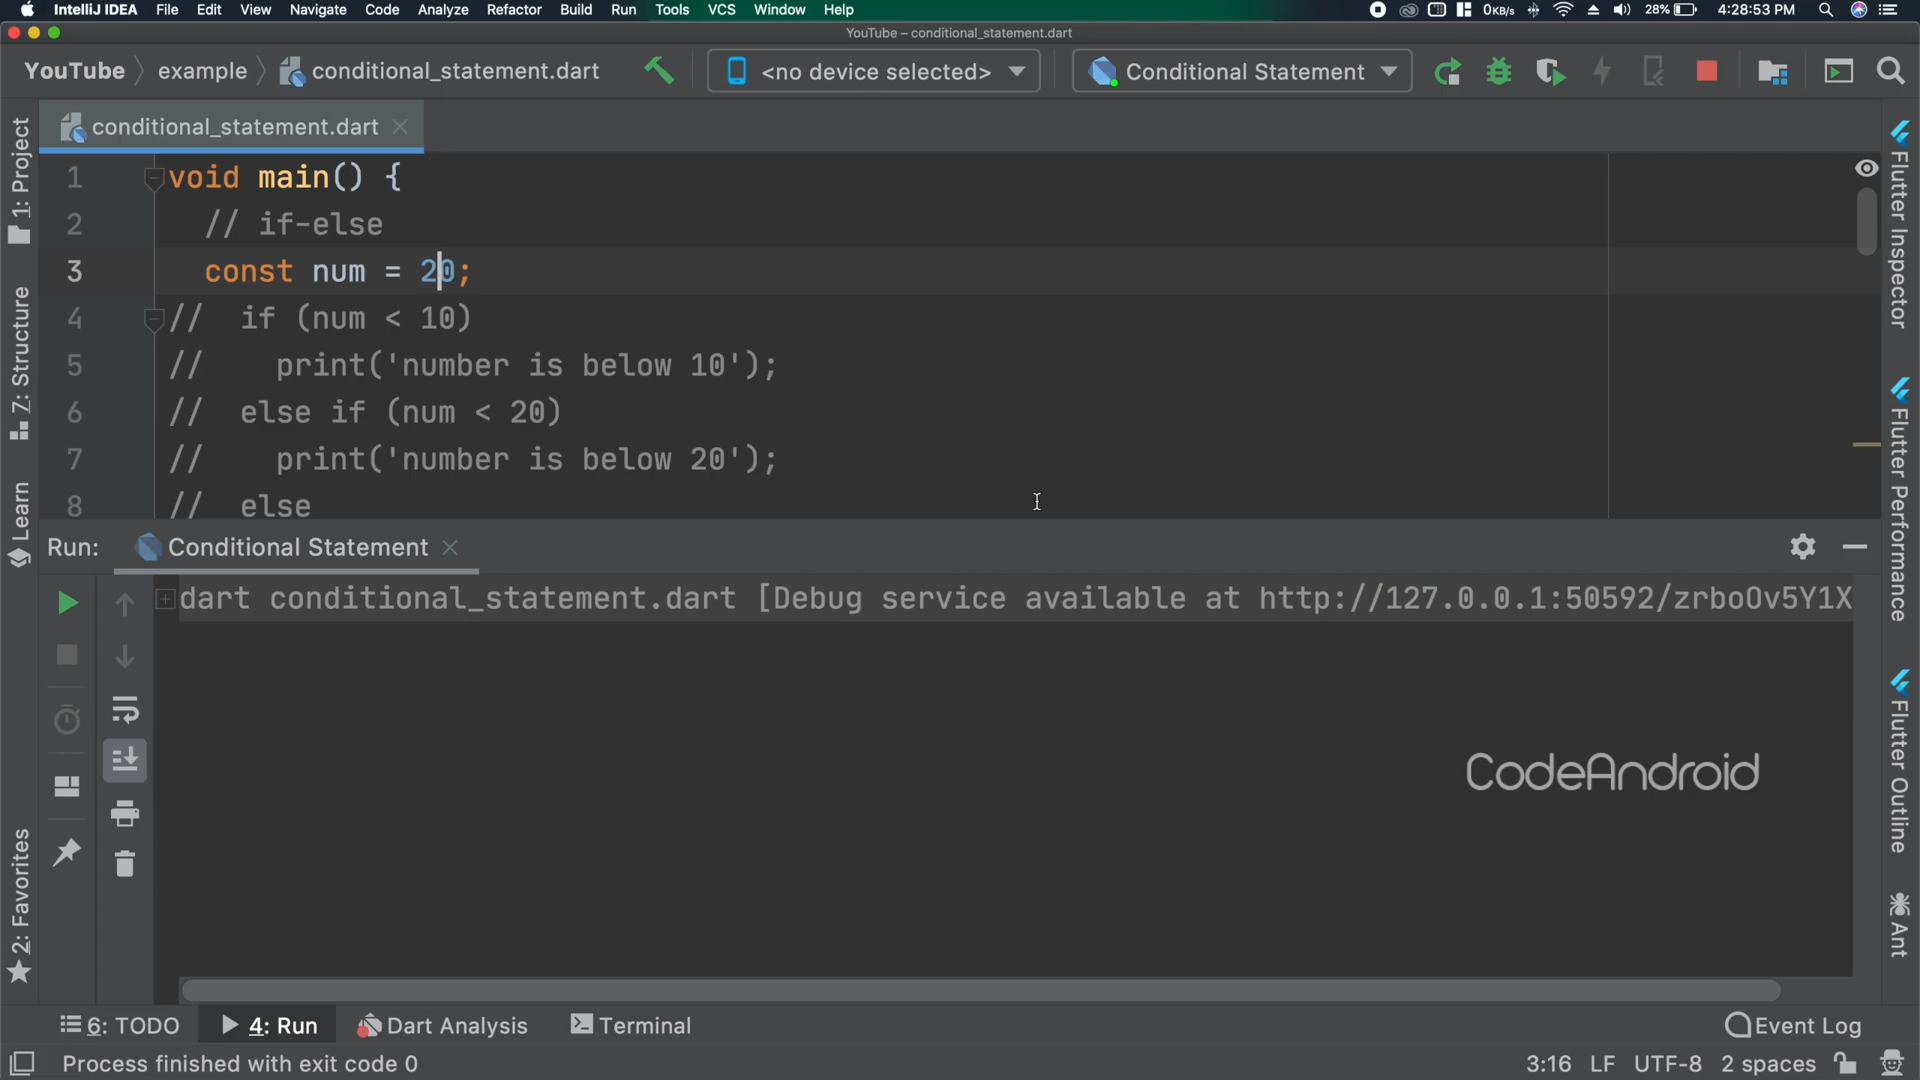 IntelliJ IDEA File Edit View Navigate Code Analyze Refactor Build Run Tools VCS Window Help 0KB/s 28% 4:28:53 PM
YouTube – conditional_statement.dart
YouTube example conditional_statement.dart <no device selected> Conditional Statement
conditional_statement.dart
1 void main() {
2 // if-else
3 const num = 20;
4 // if (num < 10)
5 // print('number is below 10');
6 // else if (num < 20)
7 // print('number is below 20');
8 // else
1: Project
Z: Structure
Learn
2: Favorites
Flutter Inspector
Flutter Performance
Flutter Outline
Ant
Run: Conditional Statement
dart conditional_statement.dart [Debug service available at http://127.0.0.1:50592/zrboOv5Y1X
CodeAndroid
6: TODO 4: Run Dart Analysis Terminal Event Log
Process finished with exit code 0 3:16 LF UTF-8 2 spaces